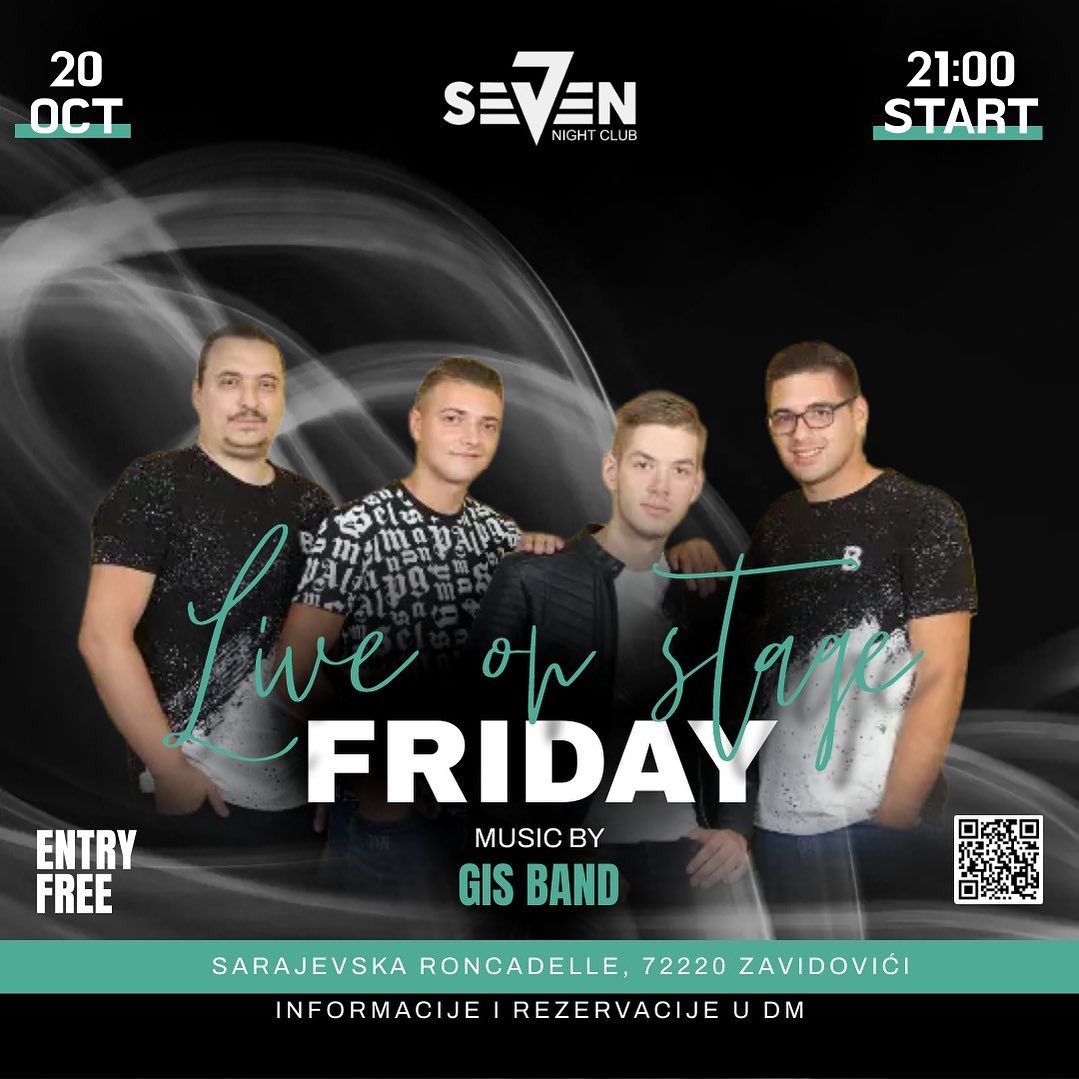 20
OCT
SEVEN
NIGHT CLUB
21:00
START
Live on stage
FRIDAY
MUSIC BY
GIS BAND
ENTRY
FREE
SARAJEVSKA RONCADELLE, 72220 ZAVIDOVIĆI
INFORMACIJE I REZERVACIJE U DM